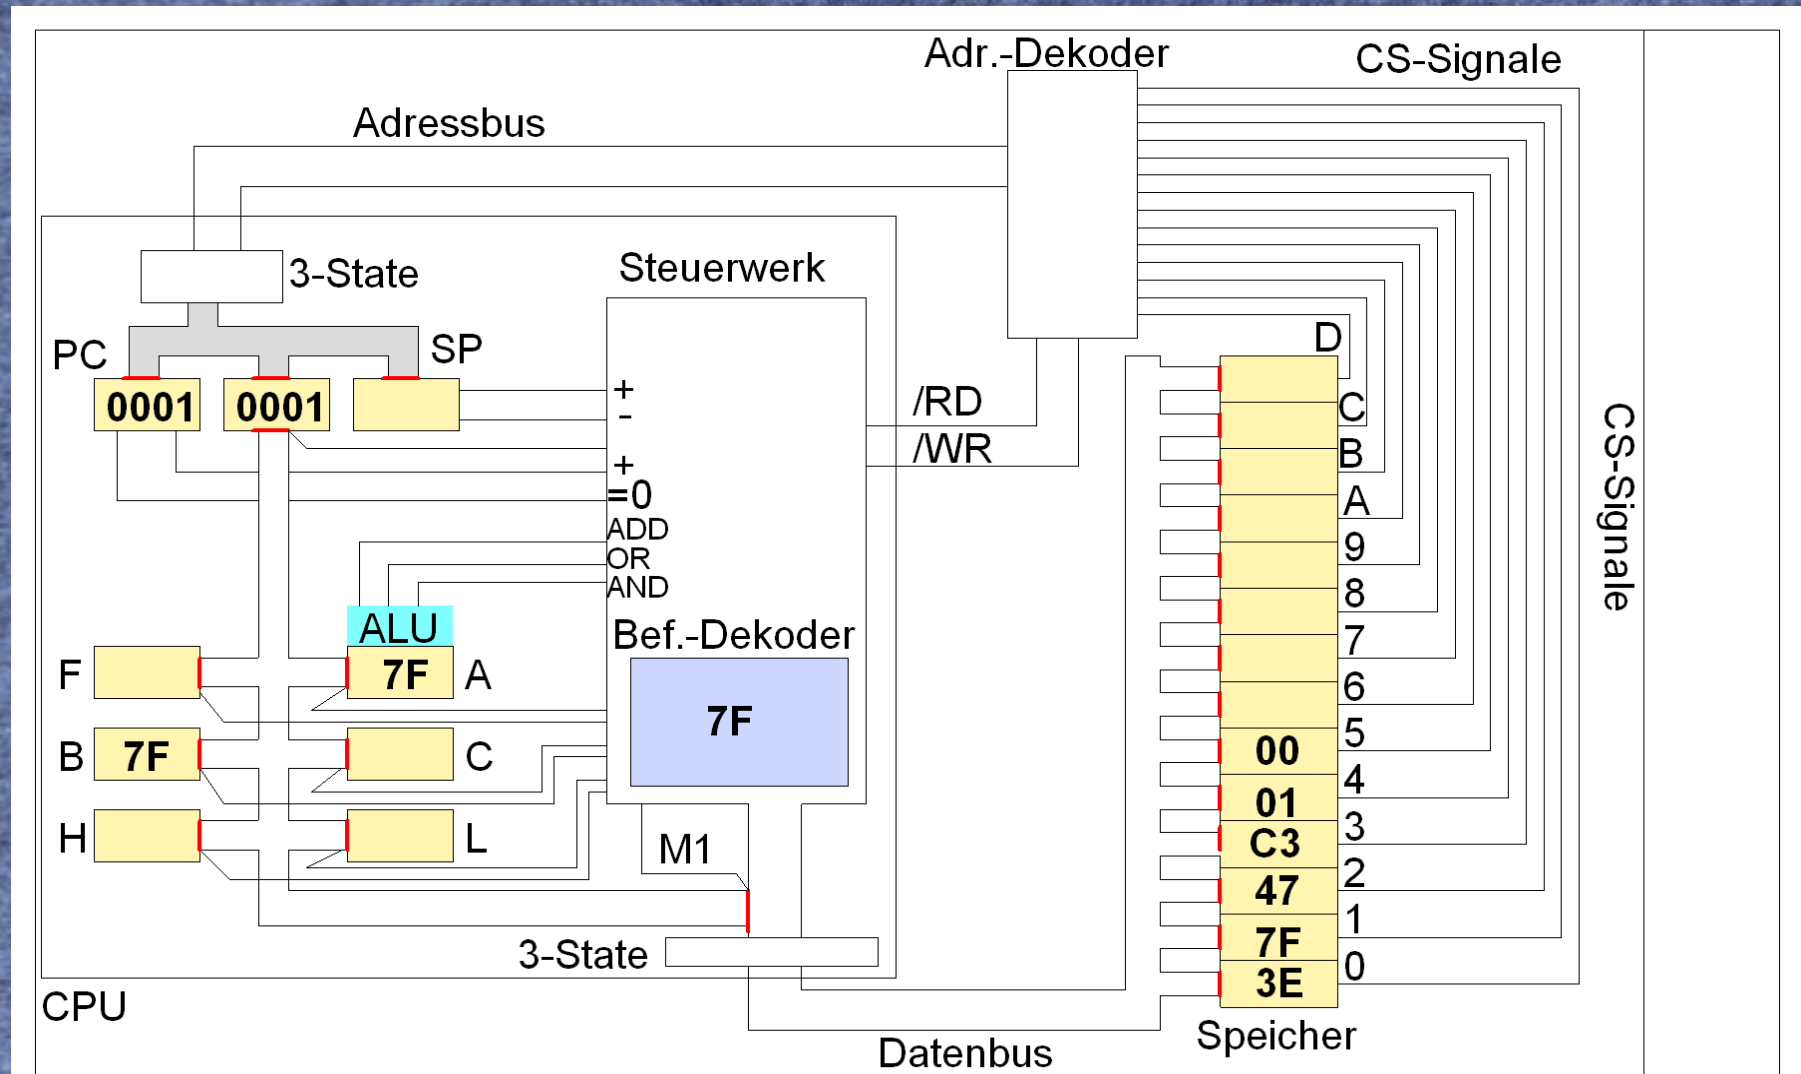 Adr.-Dekoder
CS-Signale
Adressbus
3-State
Steuerwerk
PC
SP
0001
0001
+
-
+
=0
ADD
OR
AND
/RD
/WR
ALU
Bef.-Dekoder
F
7F
A
7F
B
7F
C
H
L
M1
3-State
CPU
Datenbus
D
C
B
A
9
8
7
6
00
5
01
4
C3
3
47
2
7F
1
3E
0
Speicher
CS-Signale